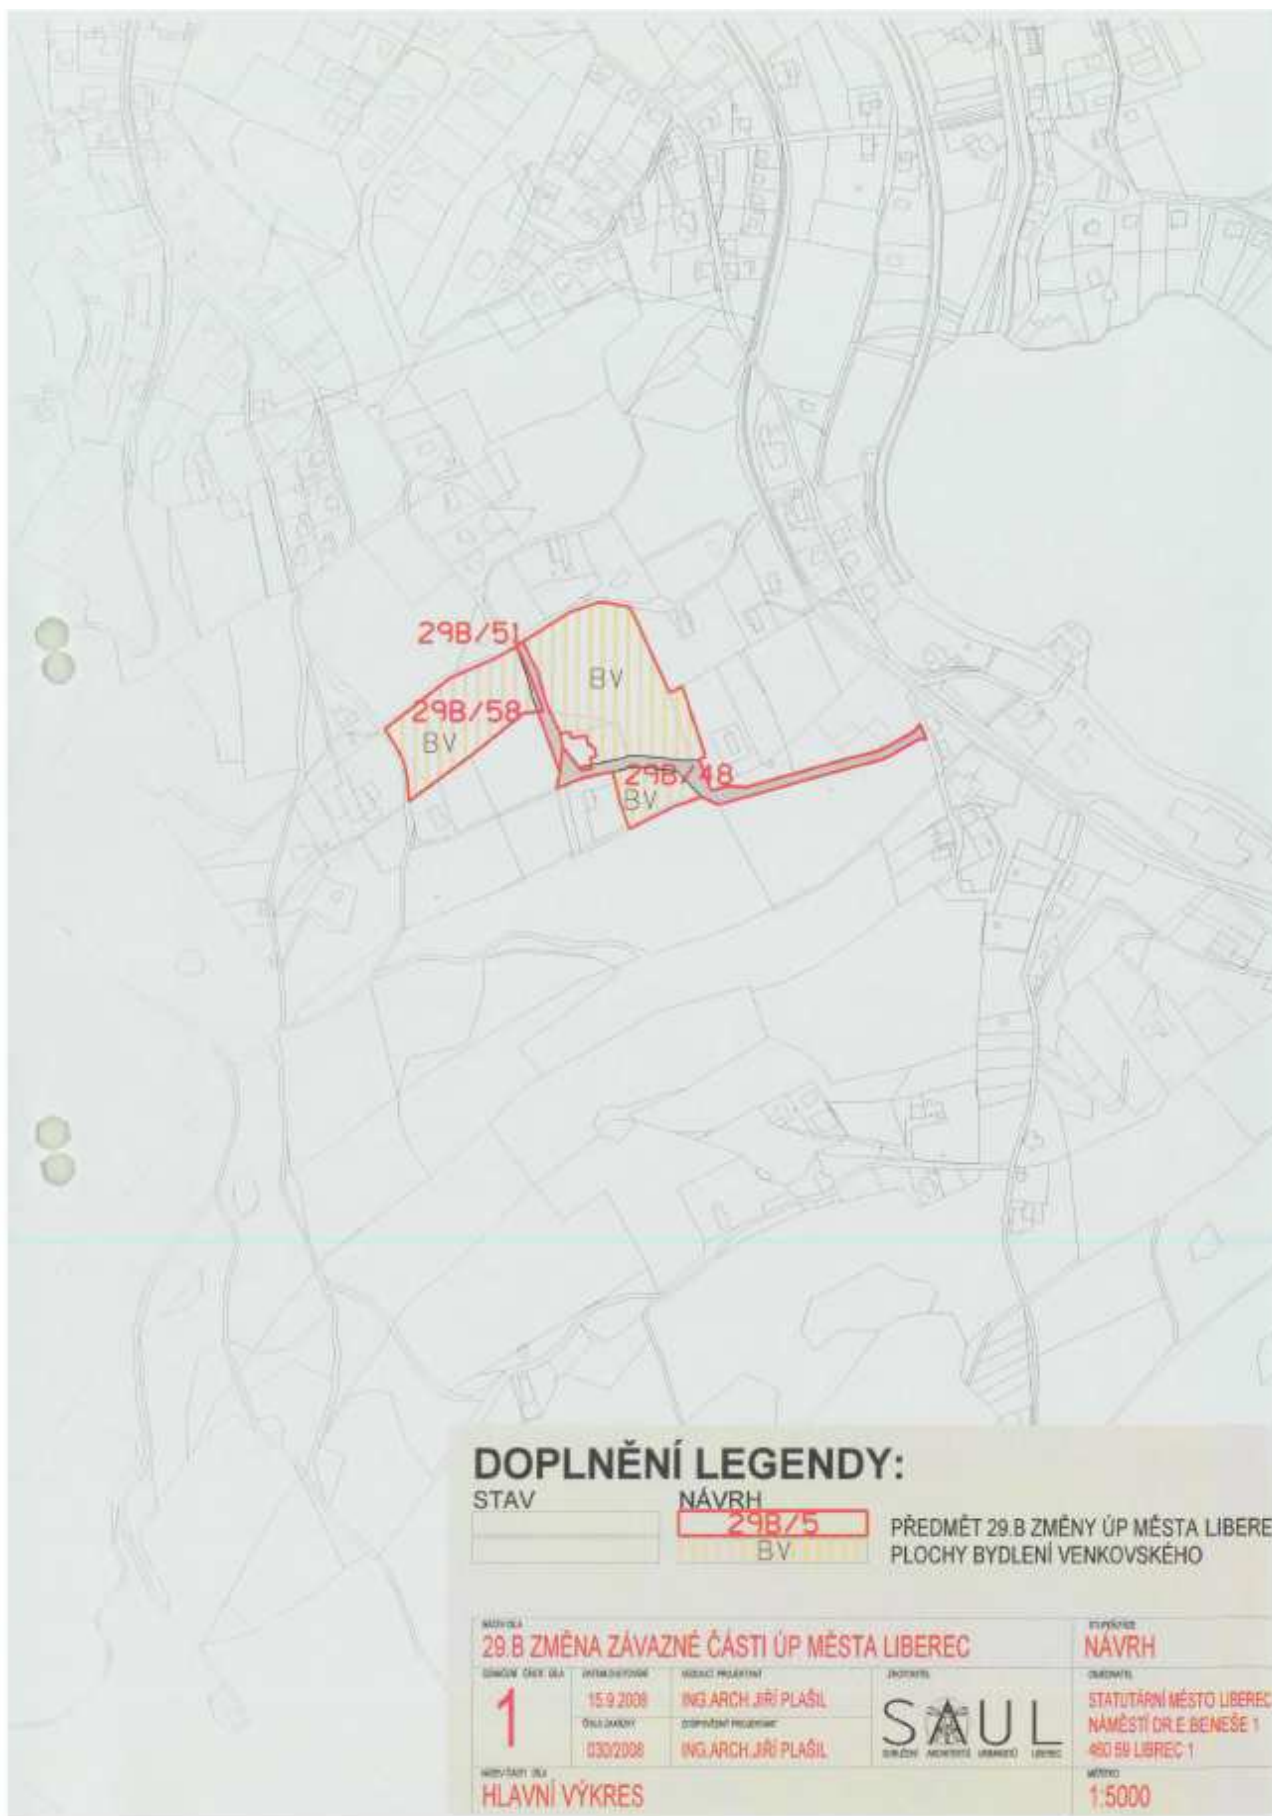 29B/51
BV
29B/58
BV
29B/48
BV
DOPLNĚNÍ LEGENDY:
STAV NÁVRH
29B/5 PŘEDMĚT 29.B ZMĚNY ÚP MĚSTA LIBERE
BV PLOCHY BYDLENÍ VENKOVSKÉHO
29.B ZMĚNA ZÁVAZNÉ ČÁSTI ÚP MĚSTA LIBEREC
NÁVRH
1
15.9.2008
ING.ARCH.JIŘÍ PLAŠIL
030/2008
ING.ARCH.JIŘÍ PLAŠIL
SAUL
STATUTÁRNÍ MĚSTO LIBEREC
NÁMĚSTÍ DR.E.BENEŠE 1
460 59 LIBREC 1
HLAVNÍ VÝKRES
1:5000